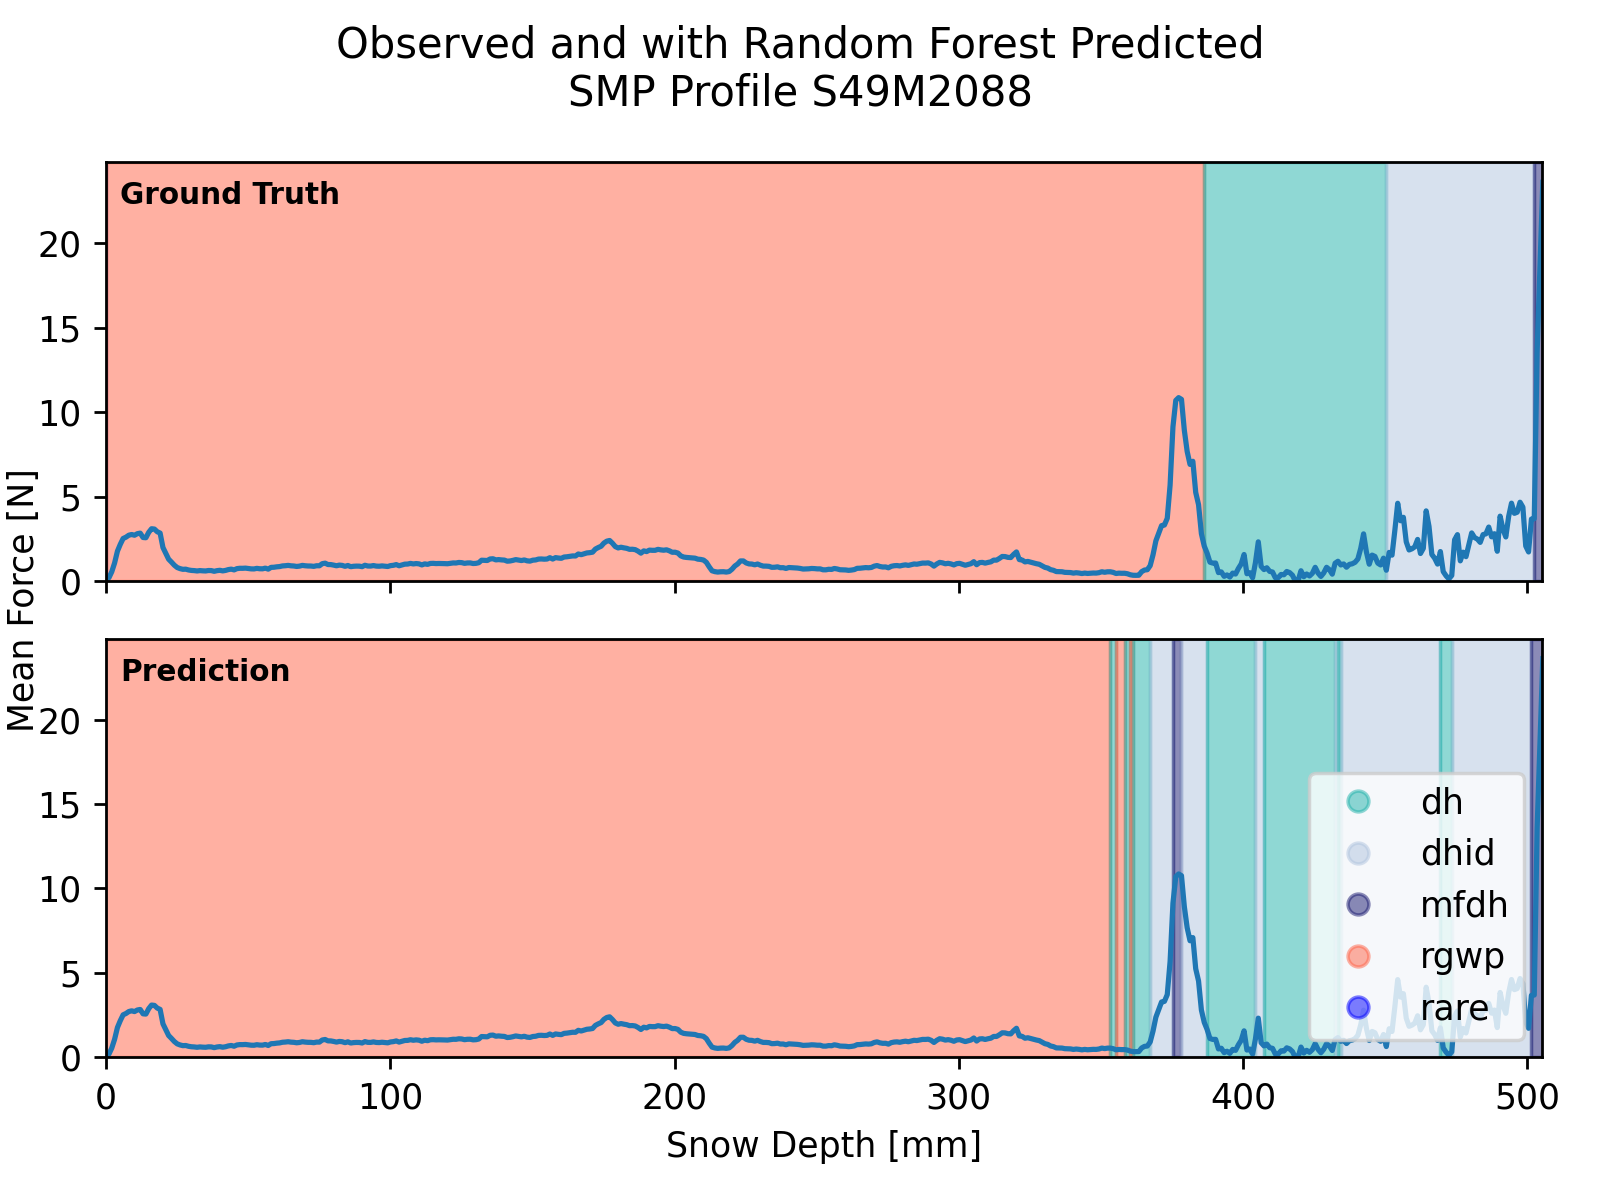 Observed and with Random Forest Predicted
SMP Profile S49M2088
Ground Truth
20
15
10
5
0
Mean Force [N]
Prediction
20
15
10
5
0
dh
dhid
mfdh
rgwp
rare
0 100 200 300 400 500
Snow Depth [mm]